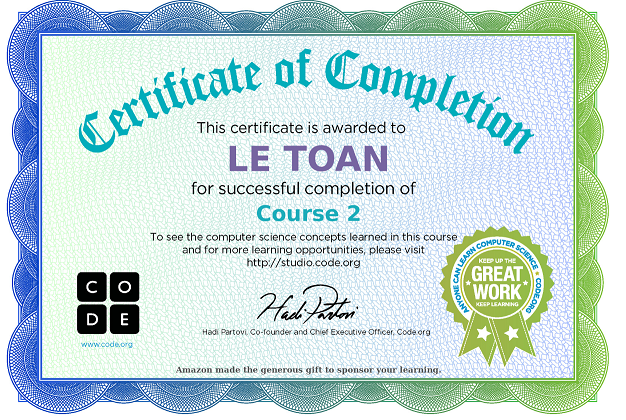 Certificate of Completion
This certificate is awarded to
LE TOAN
for successful completion of
Course 2
To see the computer science concepts learned in this course
and for more learning opportunities, please visit
http://studio.code.org
ANYONE CAN LEARN COMPUTER SCIENCE • CODE.ORG
KEEP UP THE
GREAT
WORK
KEEP LEARNING
C O
D E
www.code.org
Hadi Partovi
Hadi Partovi, Co-founder and Chief Executive Officer, Code.org
Amazon made the generous gift to sponsor your learning.